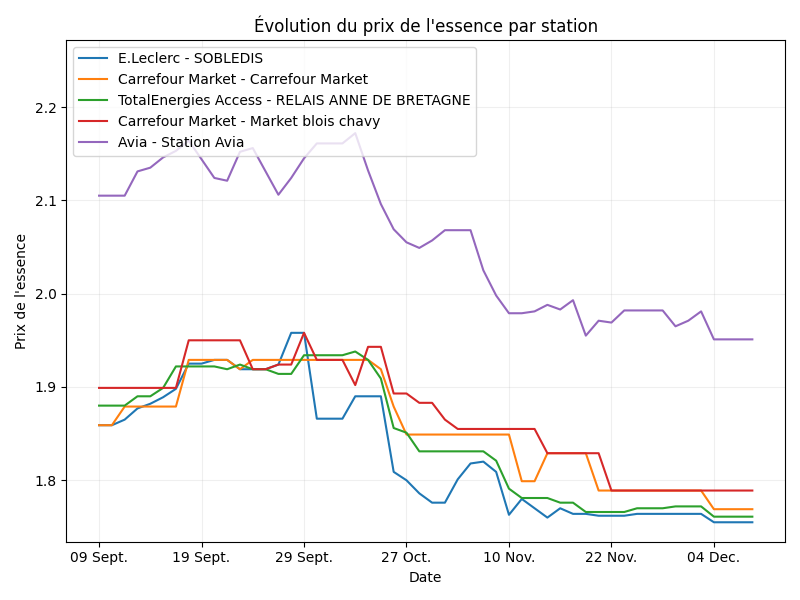 Évolution du prix de l'essence par station
E.Leclerc - SOBLEDIS
Carrefour Market - Carrefour Market
TotalEnergies Access - RELAIS ANNE DE BRETAGNE
Carrefour Market - Market blois chavy
Avia - Station Avia
Prix de l'essence
2.2
2.1
2.0
1.9
1.8
09 Sept.
19 Sept.
29 Sept.
27 Oct.
10 Nov.
22 Nov.
04 Dec.
Date